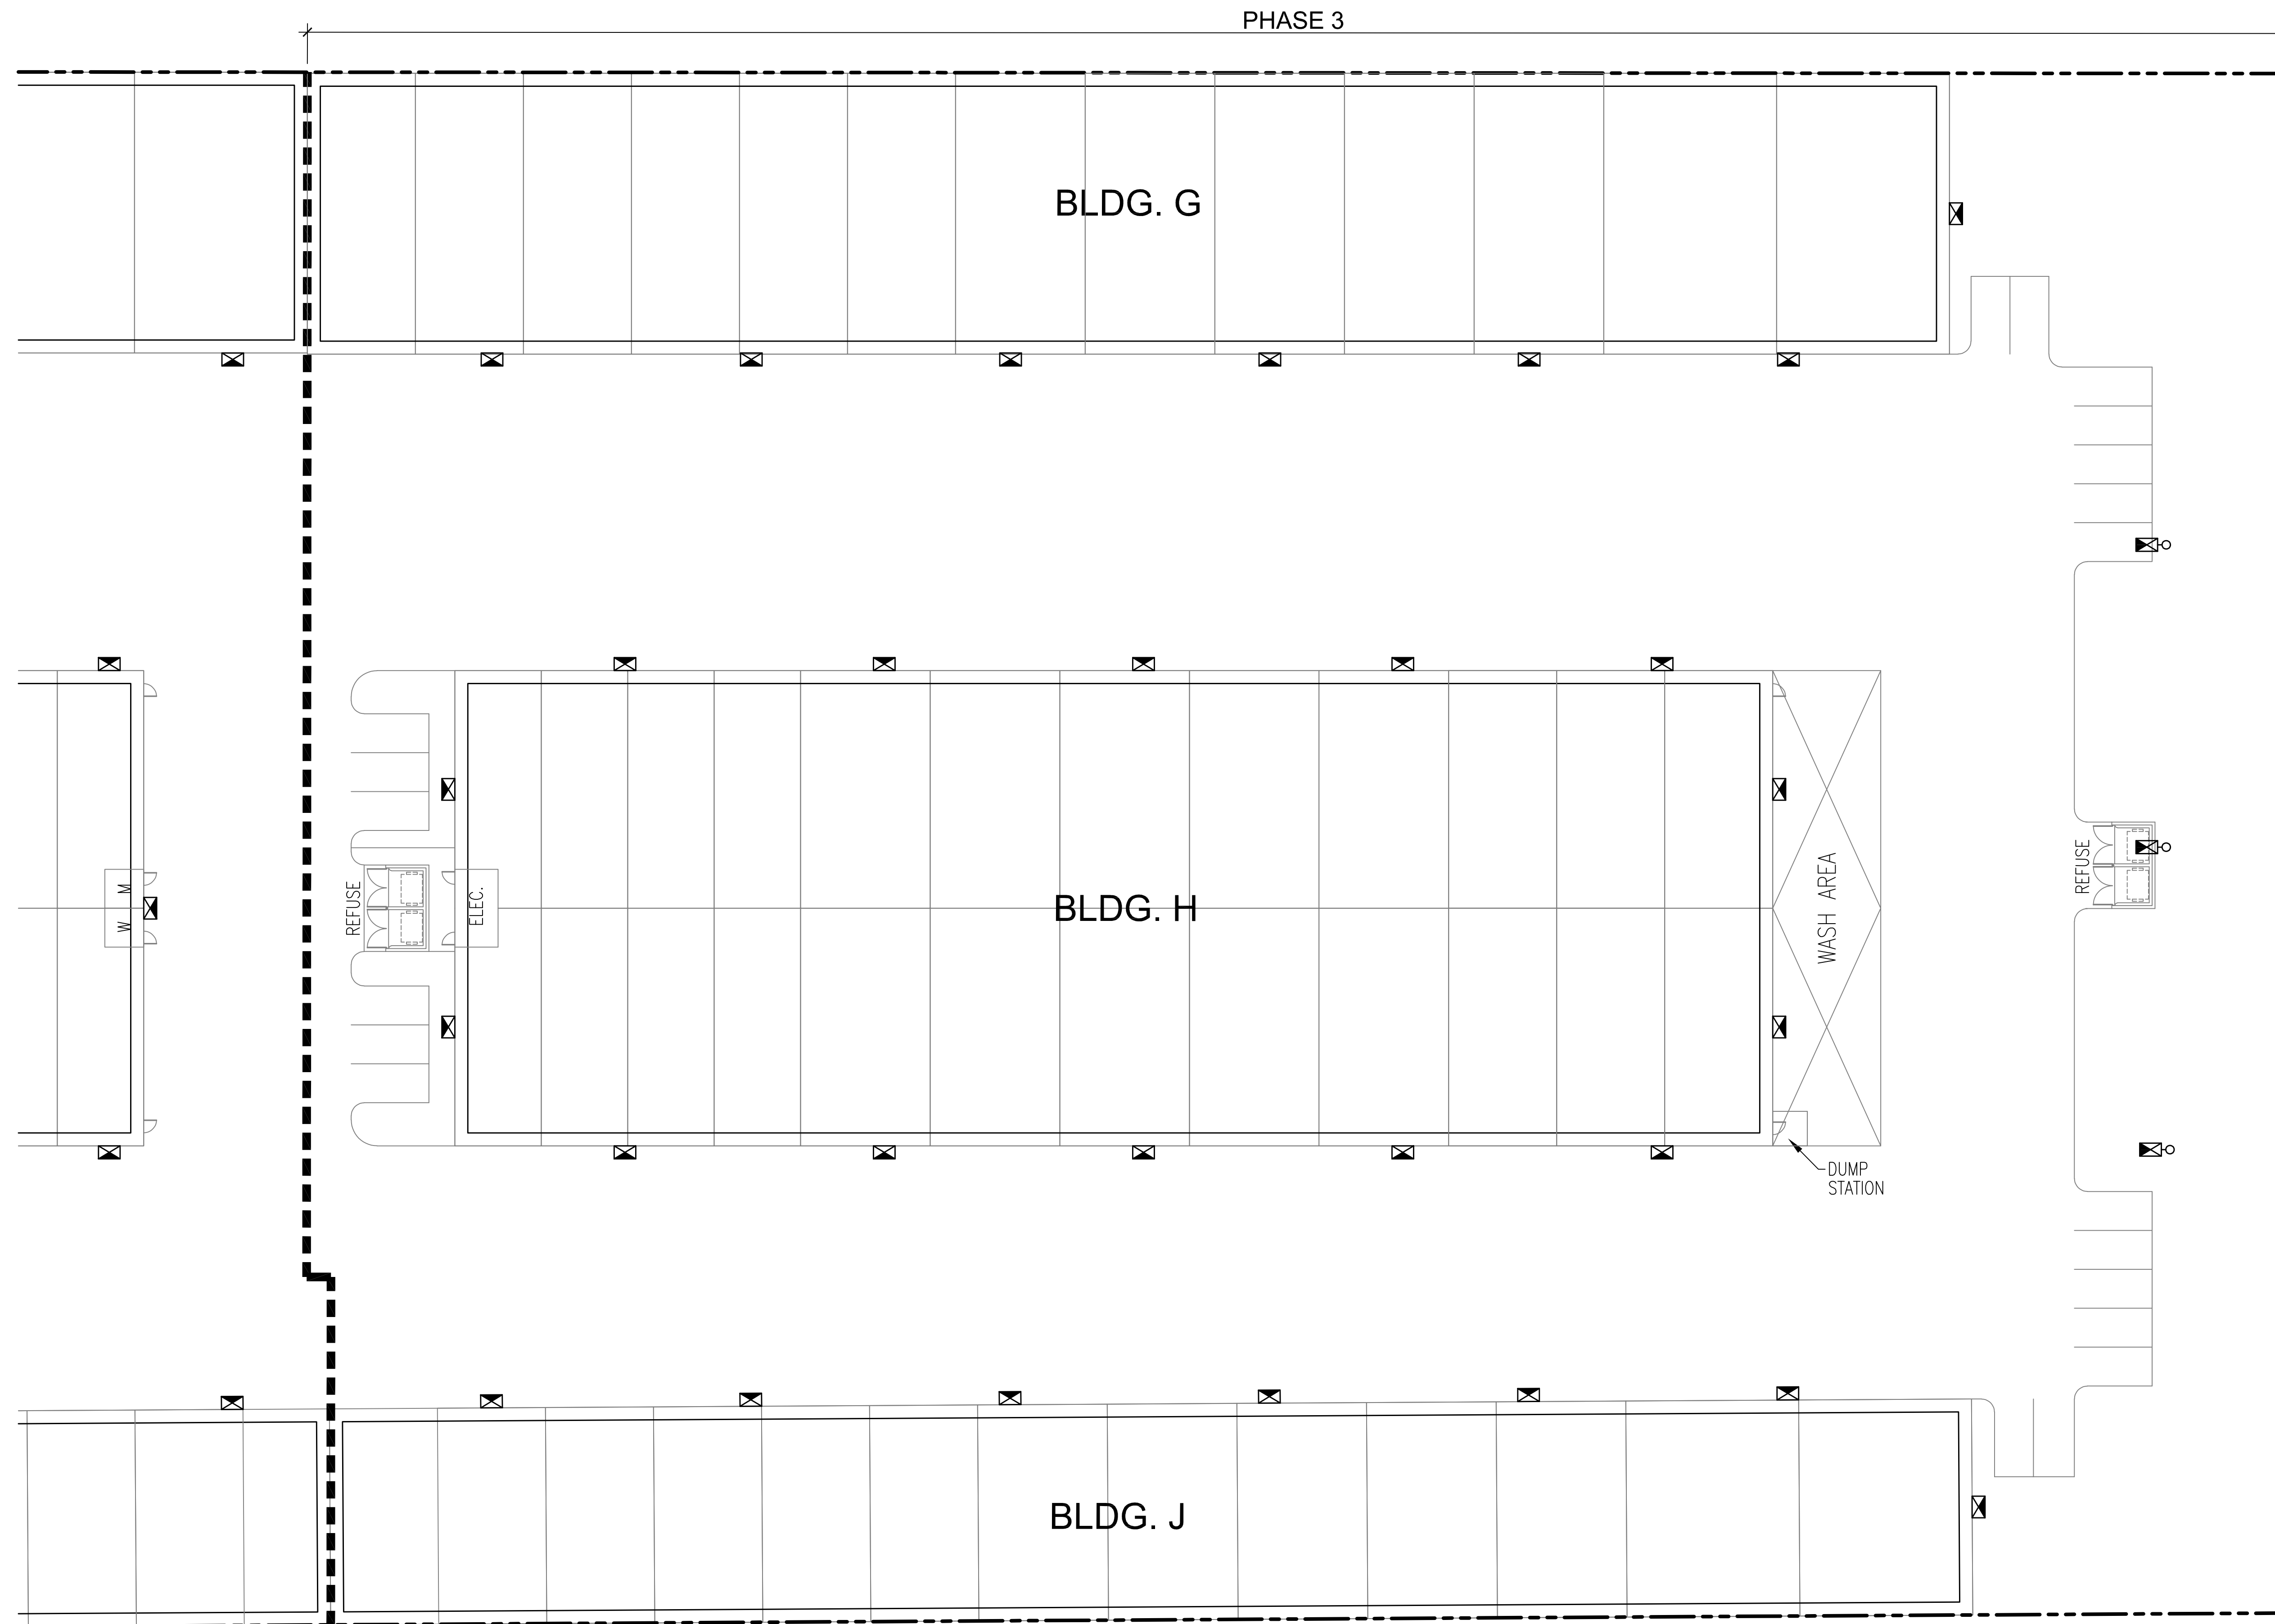 PHASE 3
BLDG. G
W M
REFUSE
ELEC.
BLDG. H
WASH AREA
REFUSE
DUMP
STATION
BLDG. J